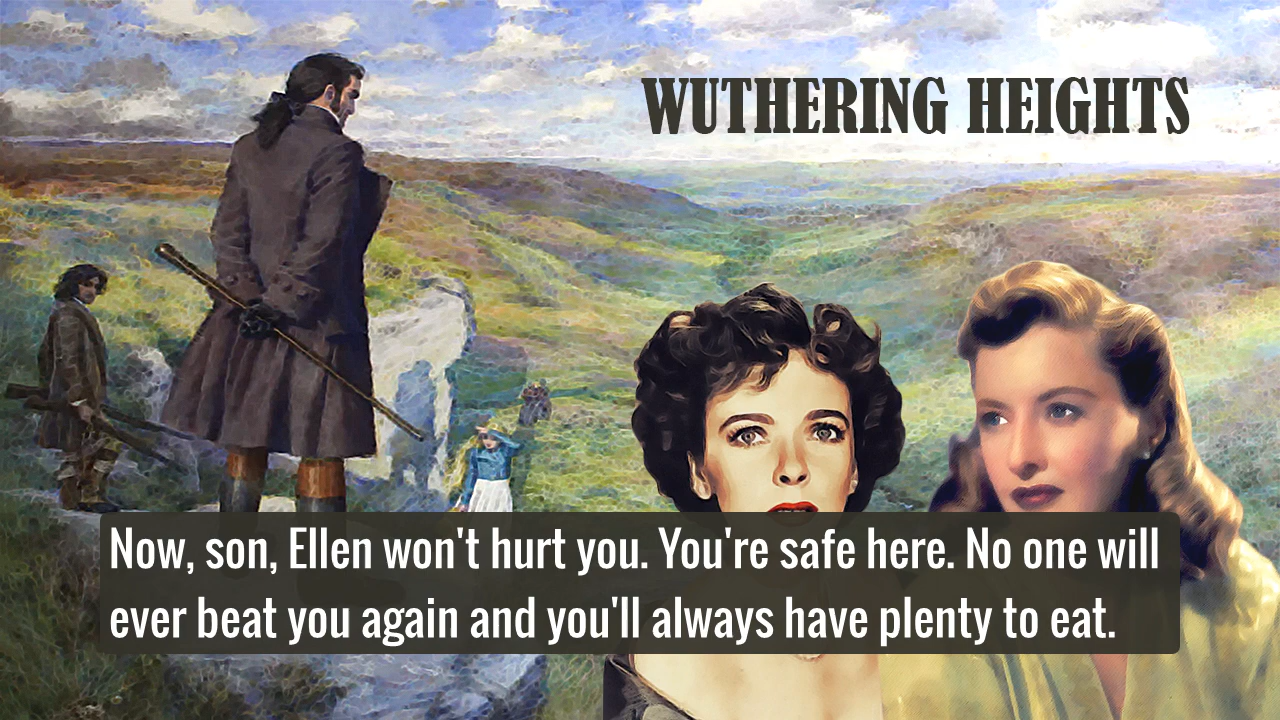 WUTHERING HEIGHTS
Now, son, Ellen won't hurt you. You're safe here. No one will
ever beat you again and you'll always have plenty to eat.